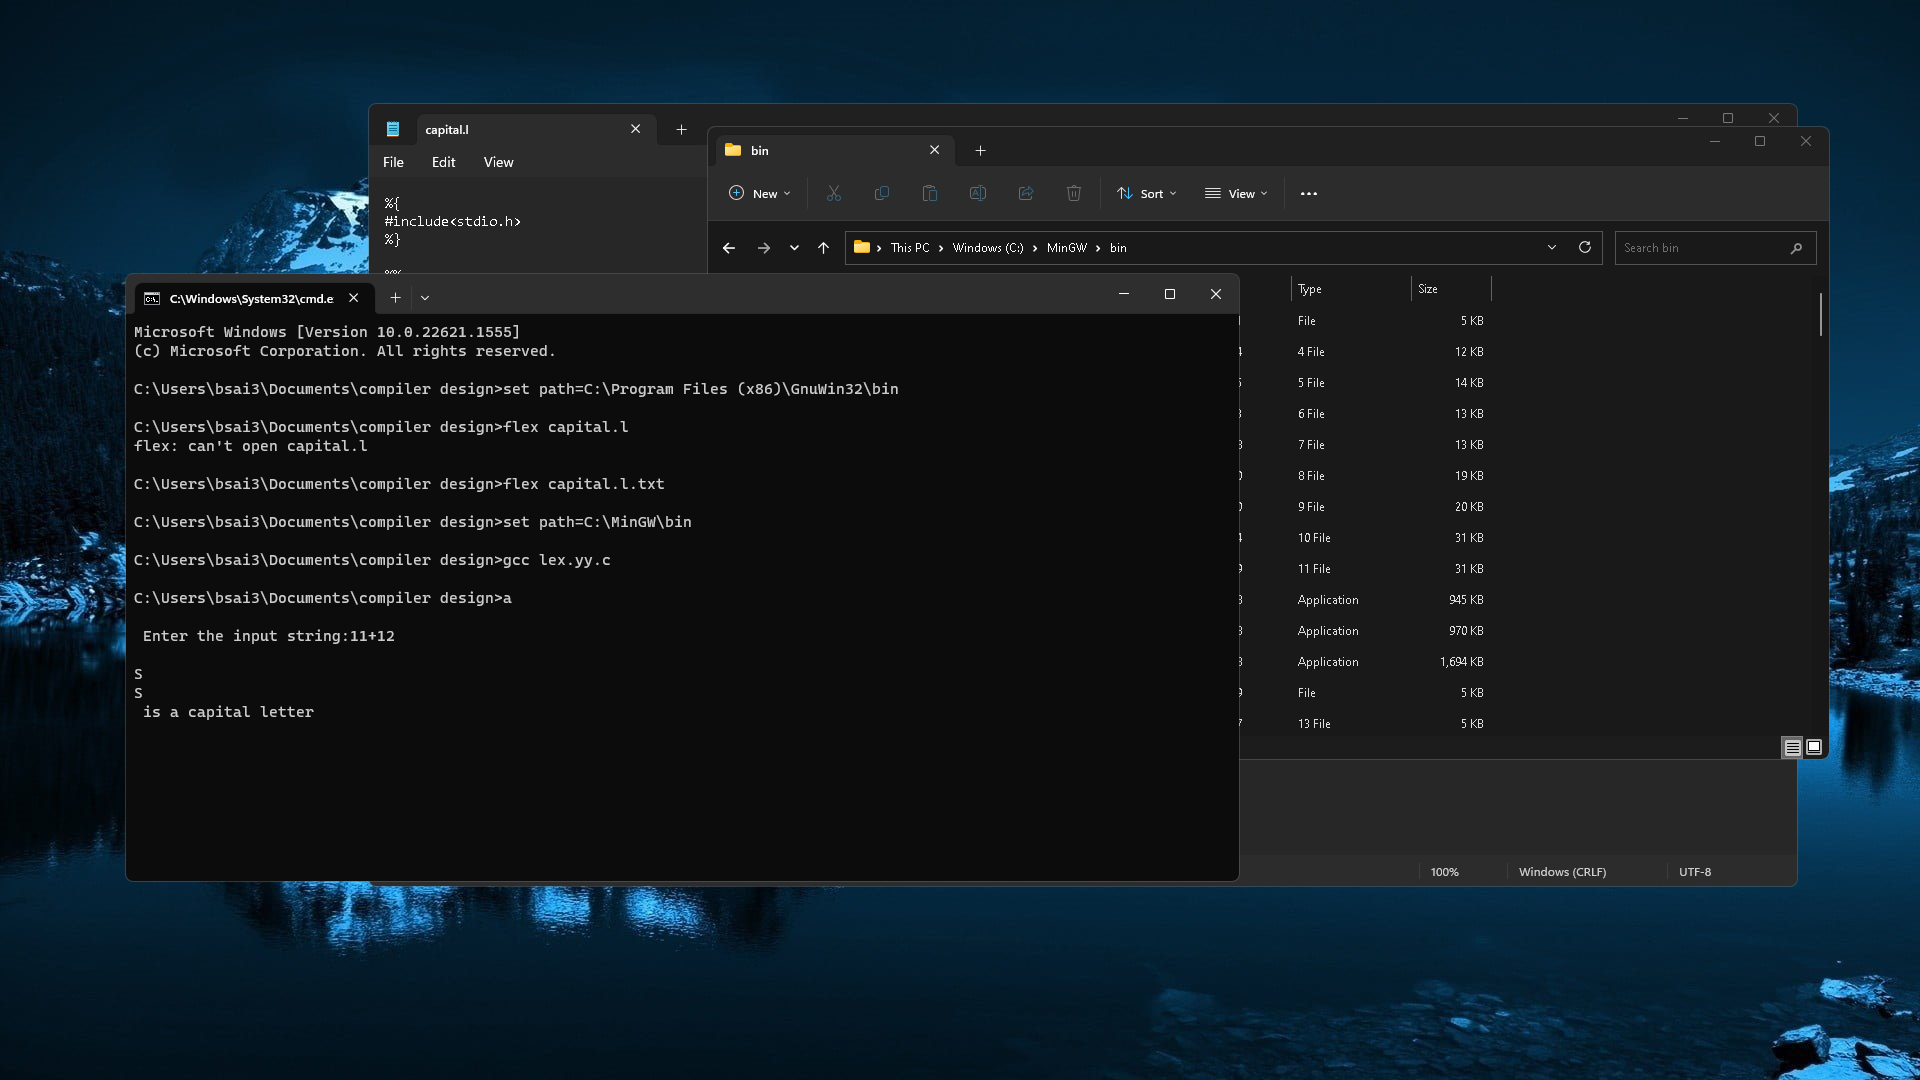 capital.l
File Edit View
%{
#include<stdio.h>
%}
bin
New Sort View
This PC Windows (C:) MinGW bin
Search bin
Type Size
File 5 KB
4 File 12 KB
5 File 14 KB
6 File 13 KB
7 File 13 KB
8 File 19 KB
9 File 20 KB
10 File 31 KB
11 File 31 KB
Application 945 KB
Application 970 KB
Application 1,694 KB
File 5 KB
13 File 5 KB
C:\Windows\System32\cmd.e
Microsoft Windows [Version 10.0.22621.1555]
(c) Microsoft Corporation. All rights reserved.
C:\Users\bsai3\Documents\compiler design>set path=C:\Program Files (x86)\GnuWin32\bin
C:\Users\bsai3\Documents\compiler design>flex capital.l
flex: can't open capital.l
C:\Users\bsai3\Documents\compiler design>flex capital.l.txt
C:\Users\bsai3\Documents\compiler design>set path=C:\MinGW\bin
C:\Users\bsai3\Documents\compiler design>gcc lex.yy.c
C:\Users\bsai3\Documents\compiler design>a
Enter the input string:11+12
S
S
is a capital letter
100% Windows (CRLF) UTF-8